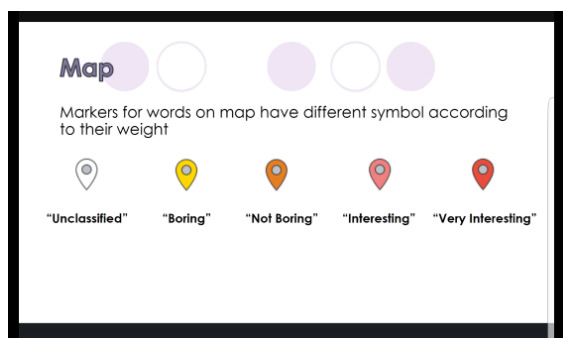 Map
Markers for words on map have different symbol according
to their weight
"Unclassified" "Boring" "Not Boring" "Interesting" "Very Interesting"